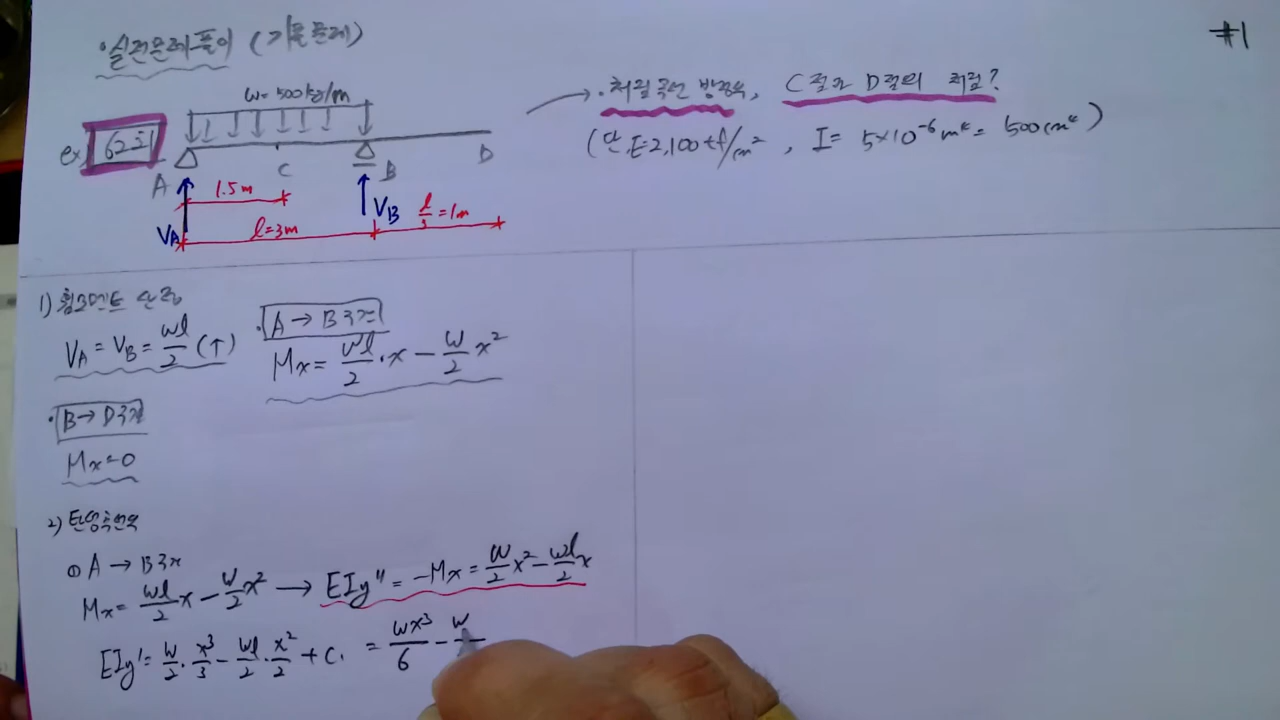 #1
·실전문제풀이 (기출문제)
W=500kgf/m
ex) 62회
A
C
B
D
1.5m
VA
VB
l=3m
l/3=1m
·처짐곡선 방정식, C점과 D점의 처짐?
(단, E=2,100tf/cm², I= 5×10⁻⁶m⁴= 500cm⁴)
1) 휨모멘트 산정
VA = VB = wl/2 (↑)
·A → B구간
Mx= wl/2·x - w/2 x²
·B → D구간
Mx=0
2) 탄성곡선식
① A → B구간
Mx= wl/2 x - w/2 x² → EIy''= -Mx = w/2 x² - wl/2 x
EIy'= w/2·x³/3 - wl/2·x²/2 + C₁ = wx³/6 - w